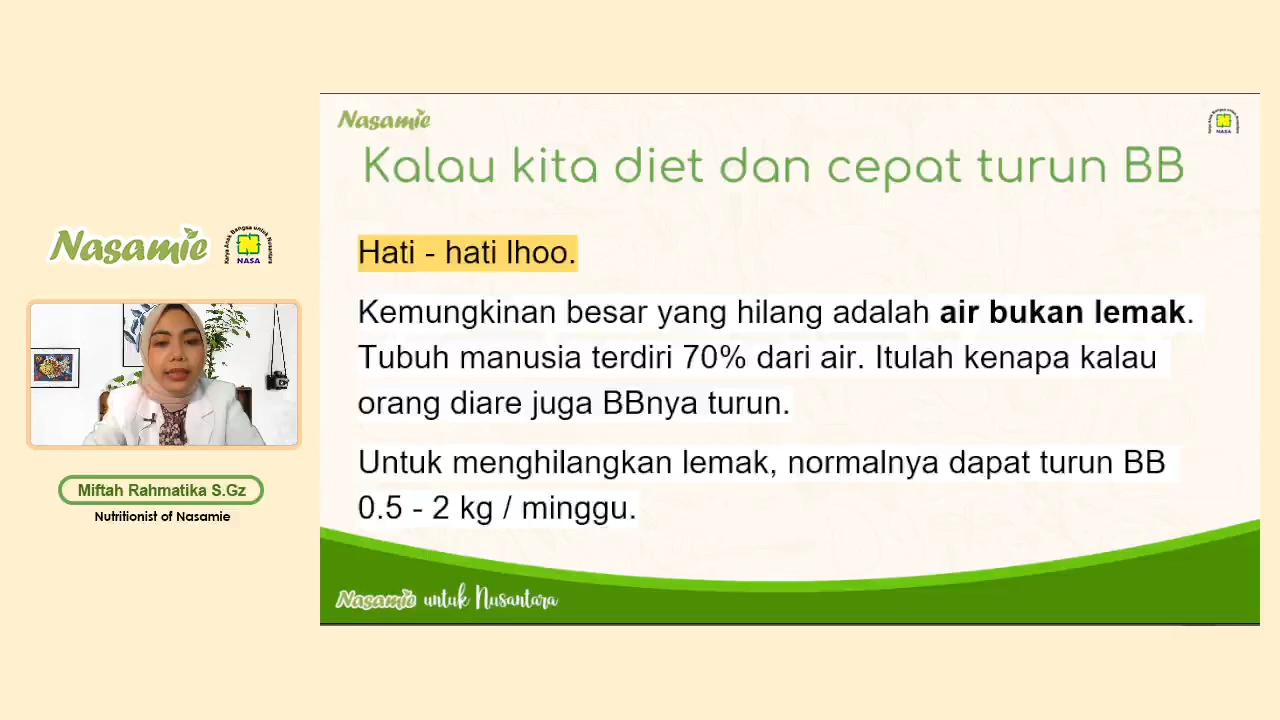 Nasamie
NASA
Miftah Rahmatika S.Gz
Nutritionist of Nasamie
Nasamie
NASA
Kalau kita diet dan cepat turun BB
Hati - hati lhoo.
Kemungkinan besar yang hilang adalah air bukan lemak.
Tubuh manusia terdiri 70% dari air. Itulah kenapa kalau
orang diare juga BBnya turun.
Untuk menghilangkan lemak, normalnya dapat turun BB
0.5 - 2 kg / minggu.
Nasamie untuk Nusantara